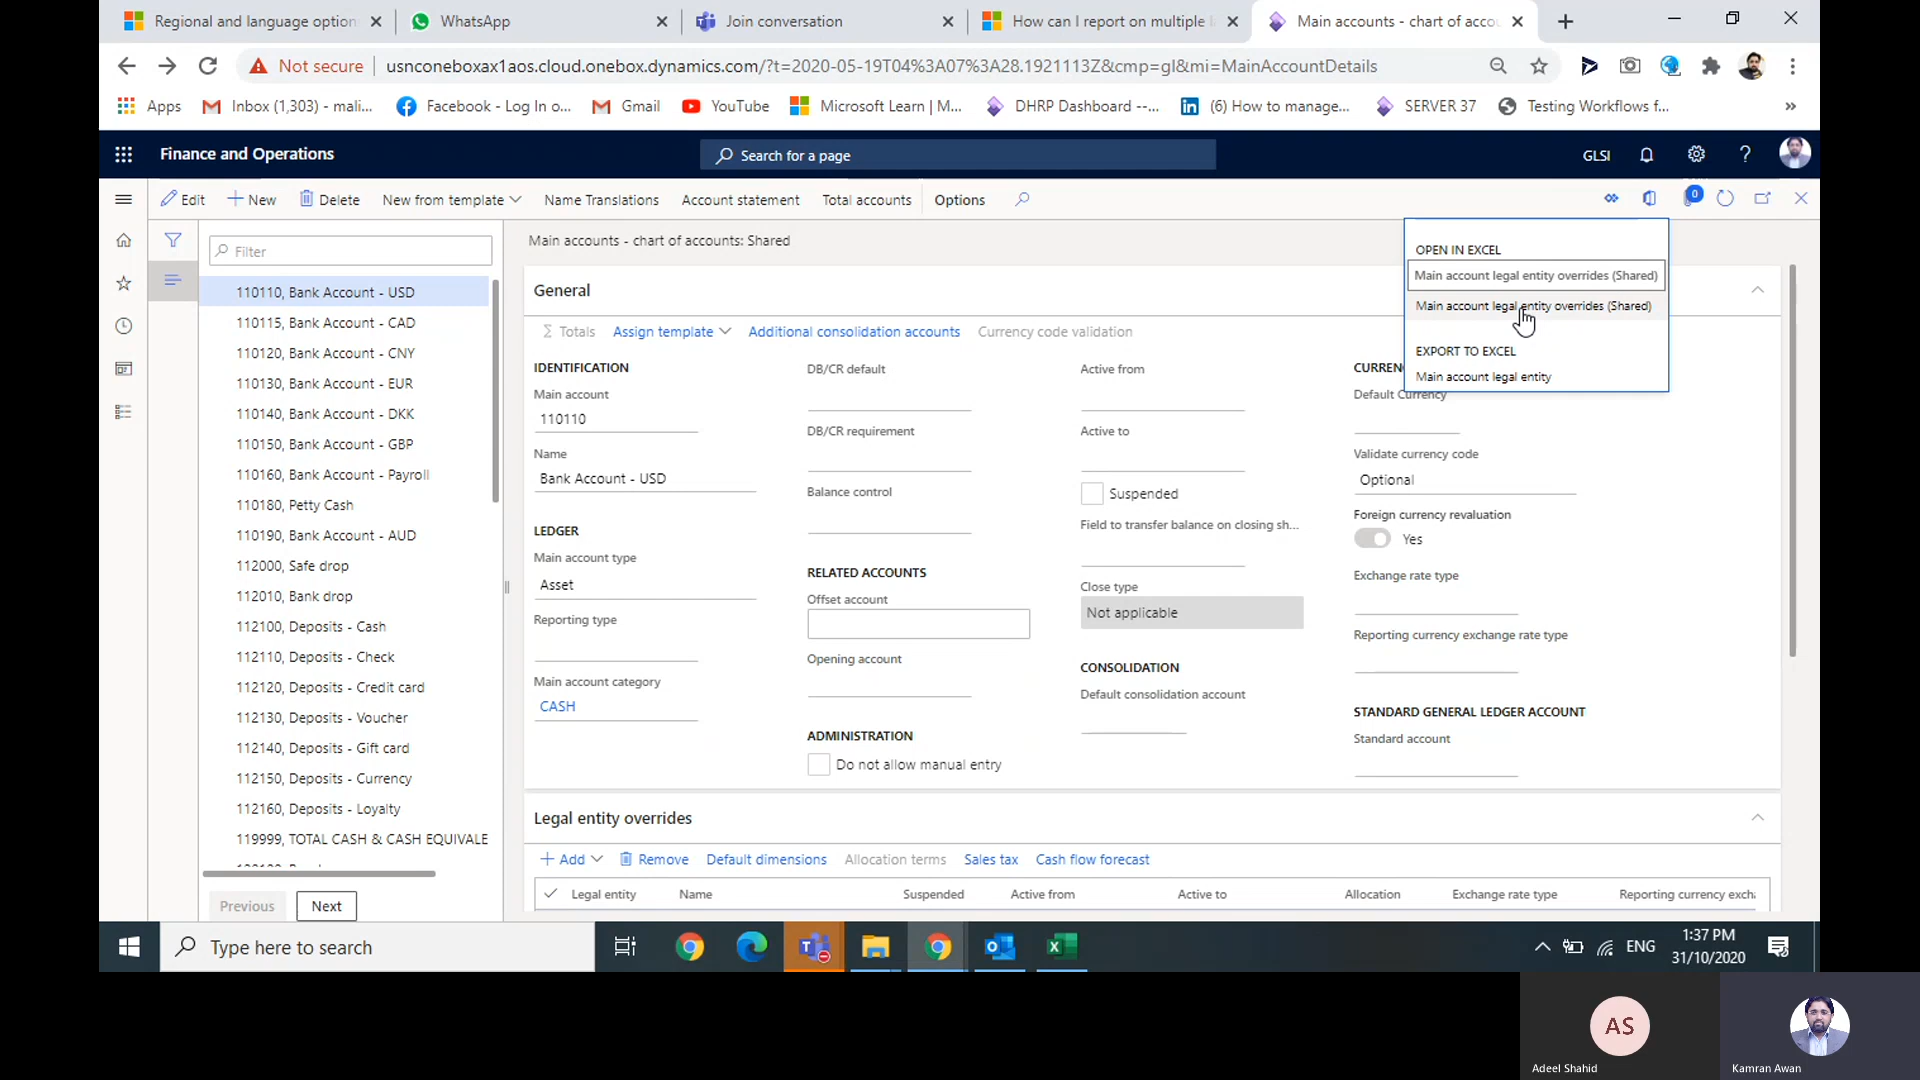 Regional and language option
WhatsApp
Join conversation
How can I report on multiple l
Main accounts - chart of accou
Not secure
usnconeboxax1aos.cloud.onebox.dynamics.com/?t=2020-05-19T04%3A07%3A28.1921113Z&cmp=gl&mi=MainAccountDetails
Apps
Inbox (1,303) - mali...
Facebook - Log In o...
Gmail
YouTube
Microsoft Learn | M...
DHRP Dashboard --...
(6) How to manage...
SERVER 37
Testing Workflows f...
»
Finance and Operations
Search for a page
GLSI
?
Edit
New
Delete
New from template
Name Translations
Account statement
Total accounts
Options
0
Filter
110110, Bank Account - USD
110115, Bank Account - CAD
110120, Bank Account - CNY
110130, Bank Account - EUR
110140, Bank Account - DKK
110150, Bank Account - GBP
110160, Bank Account - Payroll
110180, Petty Cash
110190, Bank Account - AUD
112000, Safe drop
112010, Bank drop
112100, Deposits - Cash
112110, Deposits - Check
112120, Deposits - Credit card
112130, Deposits - Voucher
112140, Deposits - Gift card
112150, Deposits - Currency
112160, Deposits - Loyalty
119999, TOTAL CASH & CASH EQUIVALE
Previous
Next
Main accounts - chart of accounts: Shared
General
Totals
Assign template
Additional consolidation accounts
Currency code validation
IDENTIFICATION
Main account
110110
Name
Bank Account - USD
LEDGER
Main account type
Asset
Reporting type
Main account category
CASH
DB/CR default
DB/CR requirement
Balance control
RELATED ACCOUNTS
Offset account
Opening account
ADMINISTRATION
Do not allow manual entry
Active from
Active to
Suspended
Field to transfer balance on closing sh...
Close type
Not applicable
CONSOLIDATION
Default consolidation account
OPEN IN EXCEL
Main account legal entity overrides (Shared)
Main account legal entity overrides (Shared)
EXPORT TO EXCEL
Main account legal entity
CURREN
Default Currency
Validate currency code
Optional
Foreign currency revaluation
Yes
Exchange rate type
Reporting currency exchange rate type
STANDARD GENERAL LEDGER ACCOUNT
Standard account
Legal entity overrides
Add
Remove
Default dimensions
Allocation terms
Sales tax
Cash flow forecast
Legal entity
Name
Suspended
Active from
Active to
Allocation
Exchange rate type
Reporting currency excha
Type here to search
ENG
1:37 PM
31/10/2020
AS
Adeel Shahid
Kamran Awan